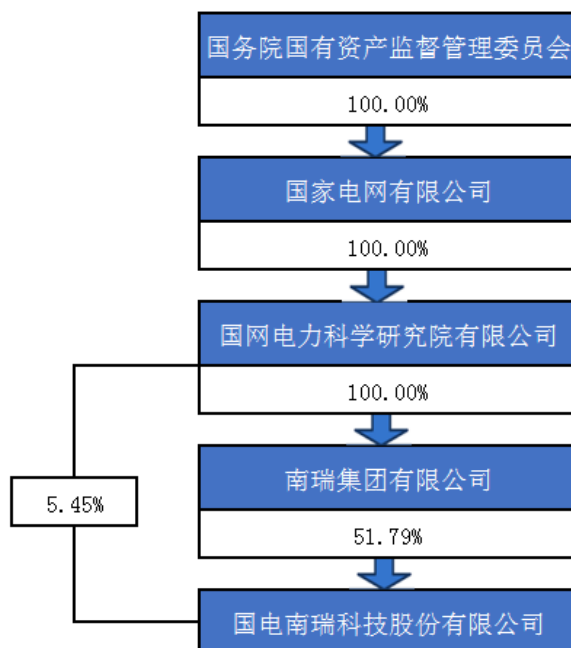 国务院国有资产监督管理委员会
100.00%
国家电网有限公司
100.00%
国网电力科学研究院有限公司
100.00%
南瑞集团有限公司
5.45%
51.79%
国电南瑞科技股份有限公司